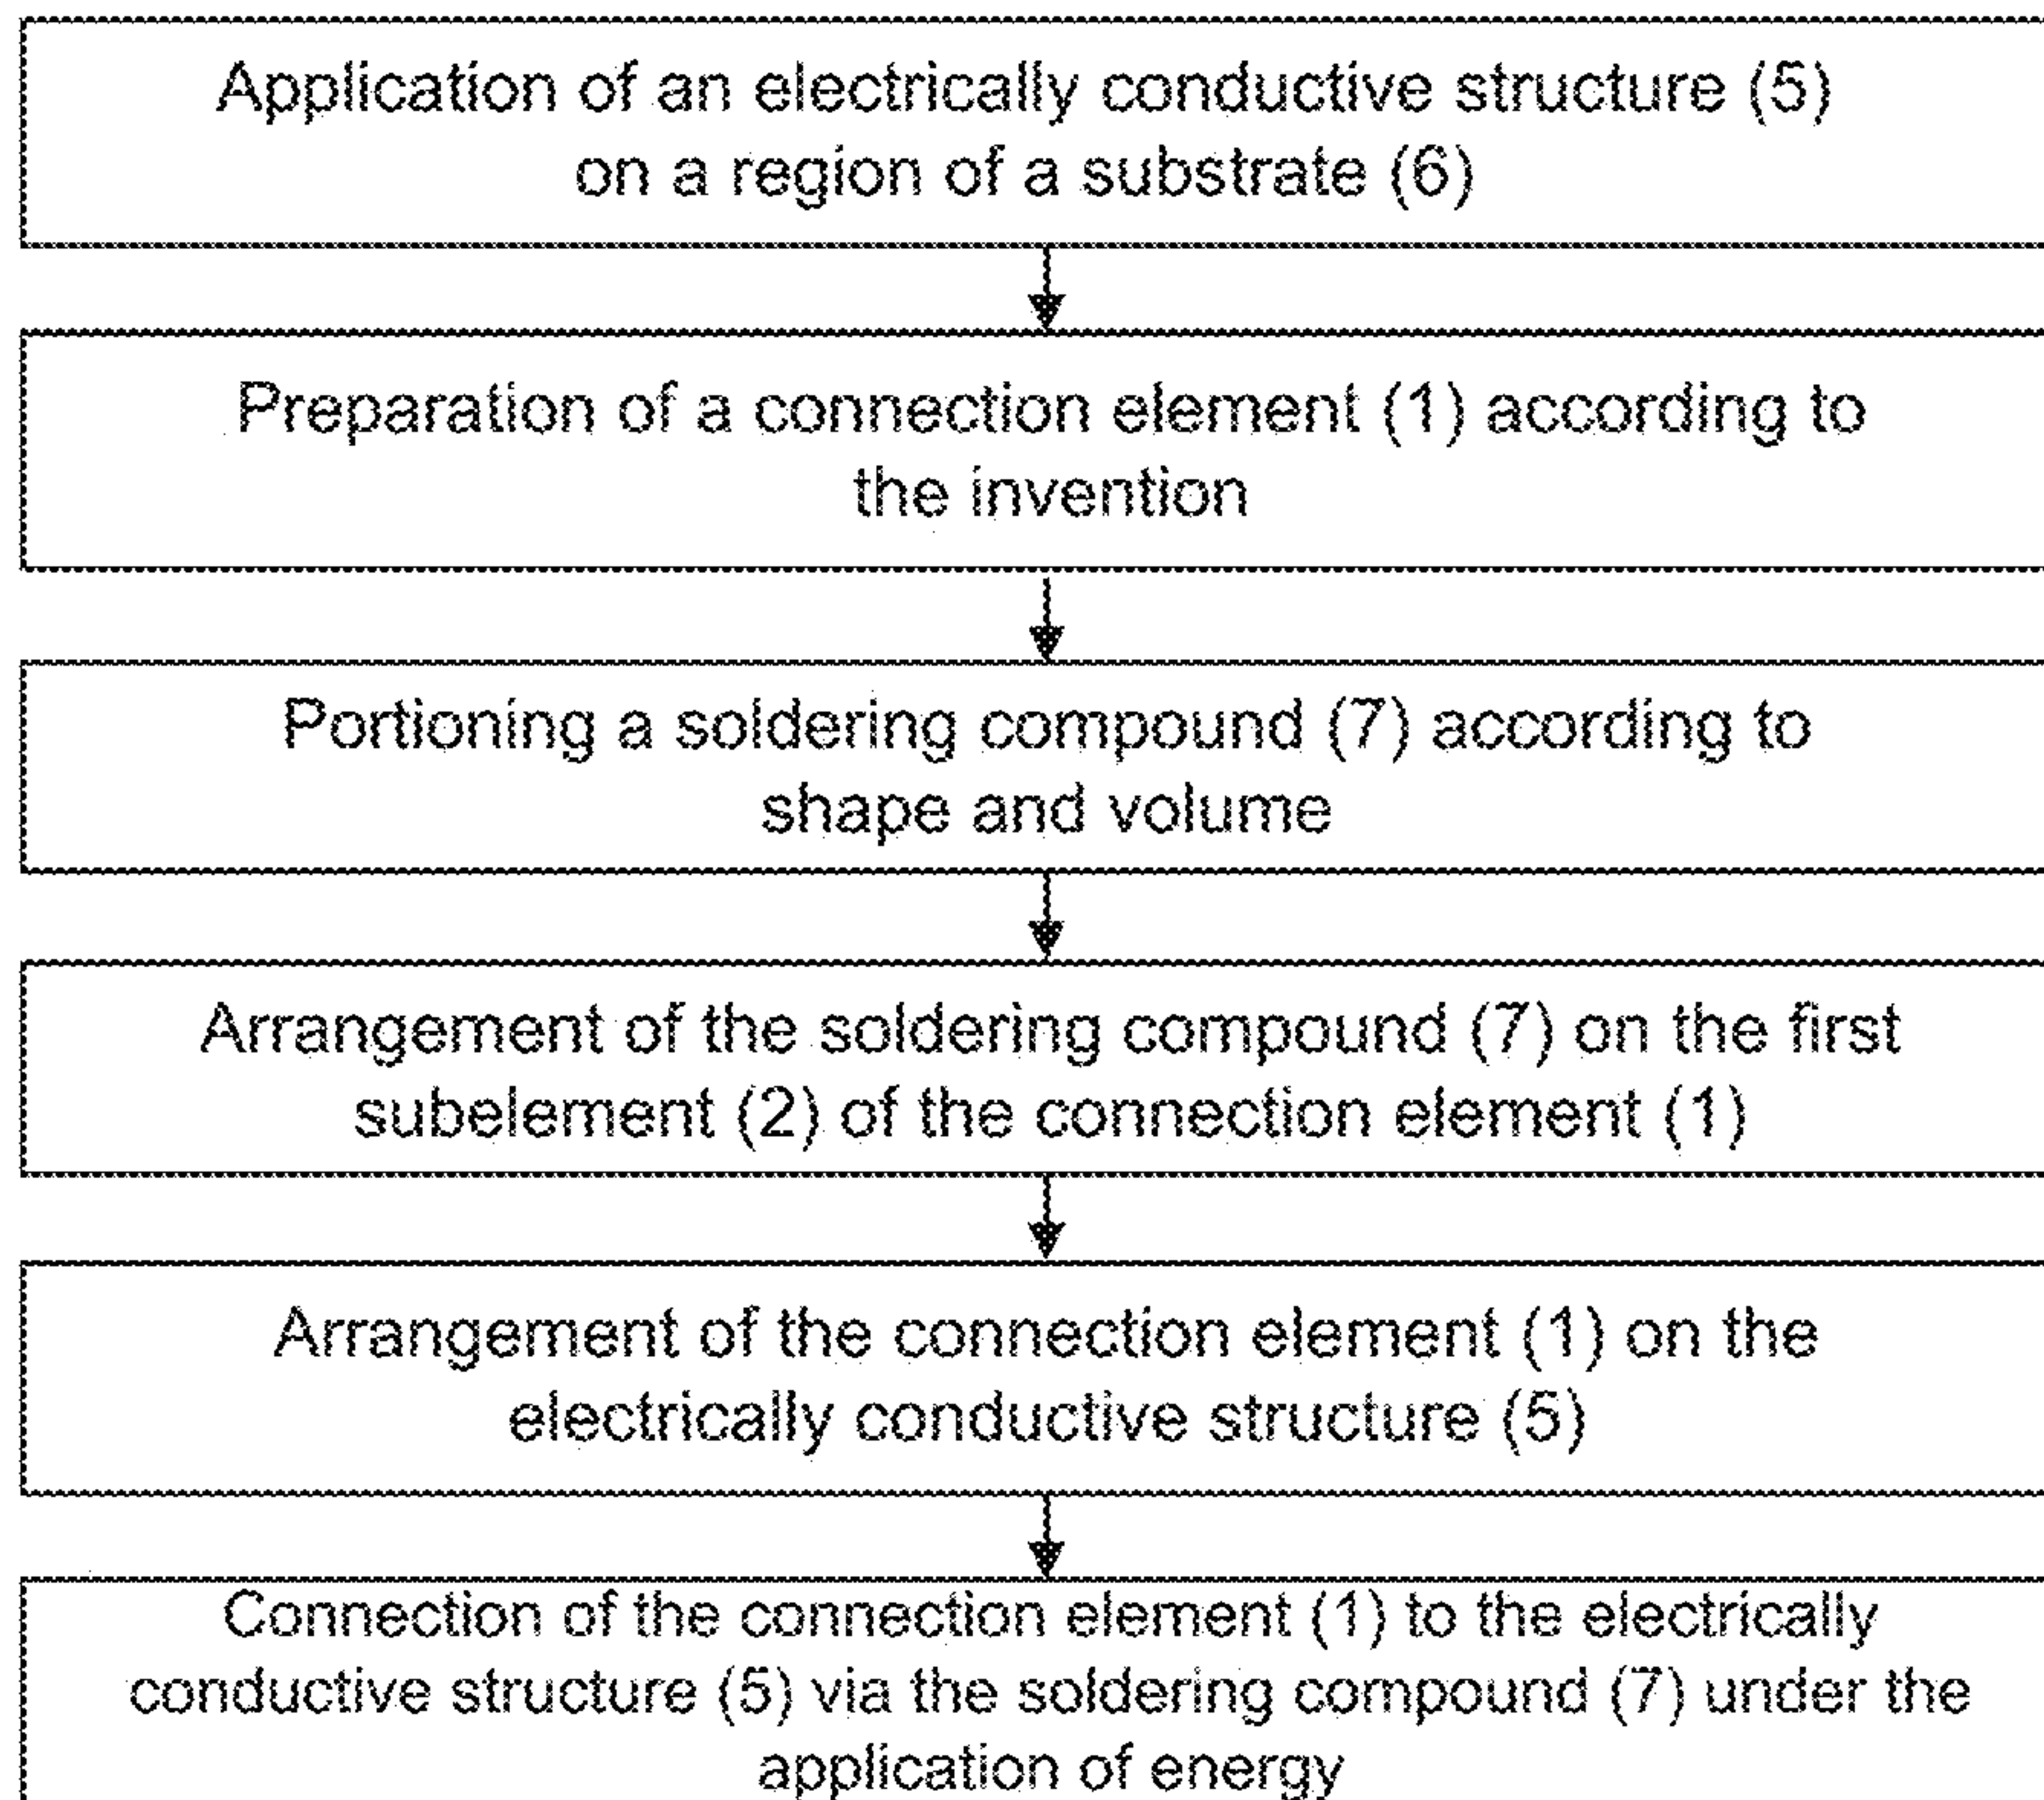 Application of an electrically conductive structure (5)
on a region of a substrate (6)
Preparation of a connection element (1) according to
the invention
Portioning a soldering compound (7) according to
shape and volume
Arrangement of the soldering compound (7) on the first
subelement (2) of the connection element (1)
Arrangement of the connection element (1) on the
electrically conductive structure (5)
Connection of the connection element (1) to the electrically
conductive structure (5) via the soldering compound (7) under the
application of energy